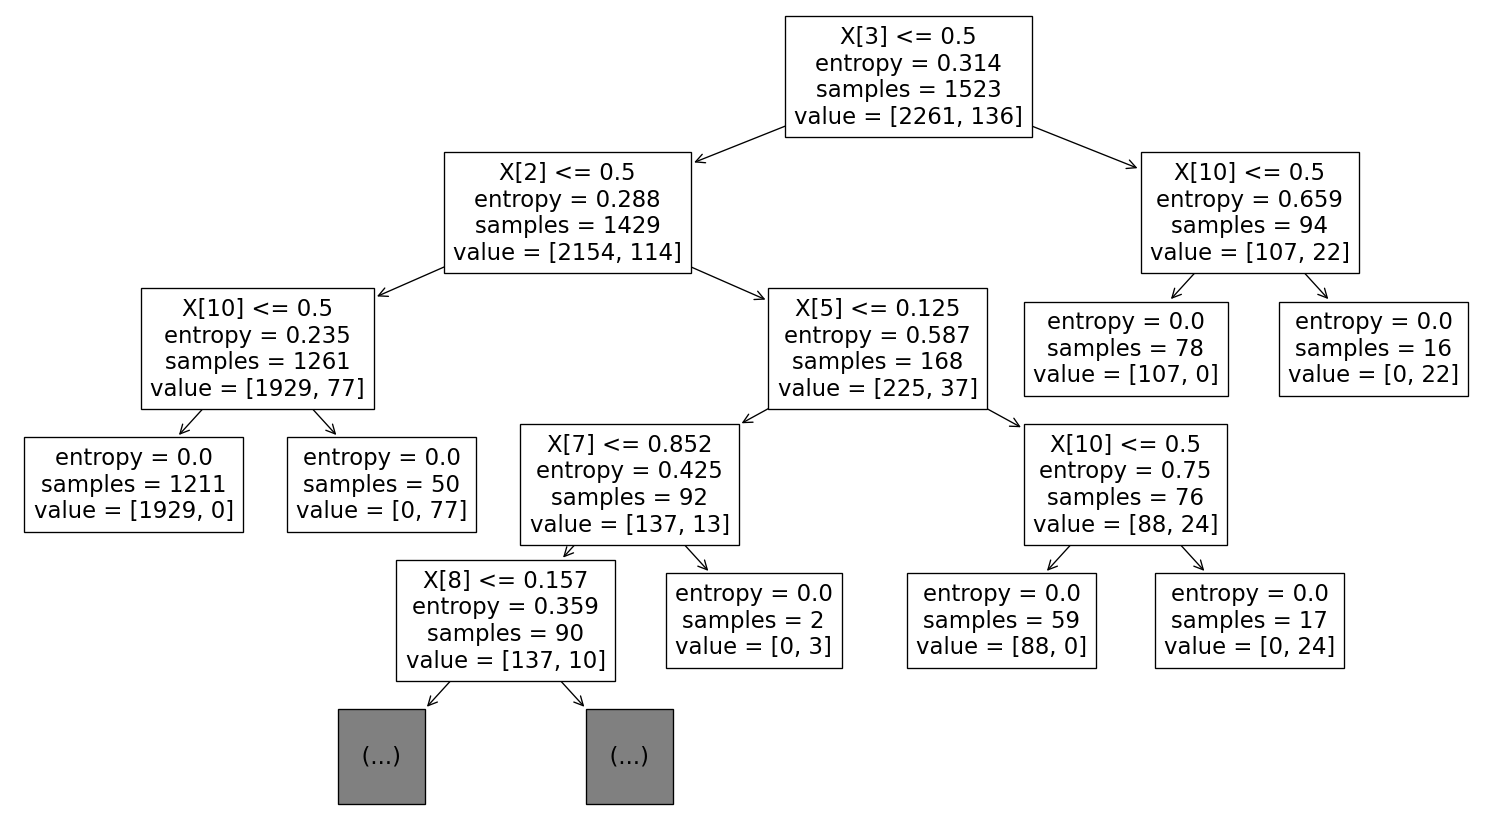 X[3] <= 0.5
entropy = 0.314
samples = 1523
value = [2261, 136]
X[2] <= 0.5
entropy = 0.288
samples = 1429
value = [2154, 114]
X[10] <= 0.5
entropy = 0.659
samples = 94
value = [107, 22]
X[10] <= 0.5
entropy = 0.235
samples = 1261
value = [1929, 77]
X[5] <= 0.125
entropy = 0.587
samples = 168
value = [225, 37]
entropy = 0.0
samples = 78
value = [107, 0]
entropy = 0.0
samples = 16
value = [0, 22]
entropy = 0.0
samples = 1211
value = [1929, 0]
entropy = 0.0
samples = 50
value = [0, 77]
X[7] <= 0.852
entropy = 0.425
samples = 92
value = [137, 13]
X[10] <= 0.5
entropy = 0.75
samples = 76
value = [88, 24]
X[8] <= 0.157
entropy = 0.359
samples = 90
value = [137, 10]
entropy = 0.0
samples = 2
value = [0, 3]
entropy = 0.0
samples = 59
value = [88, 0]
entropy = 0.0
samples = 17
value = [0, 24]
(...)
(...)